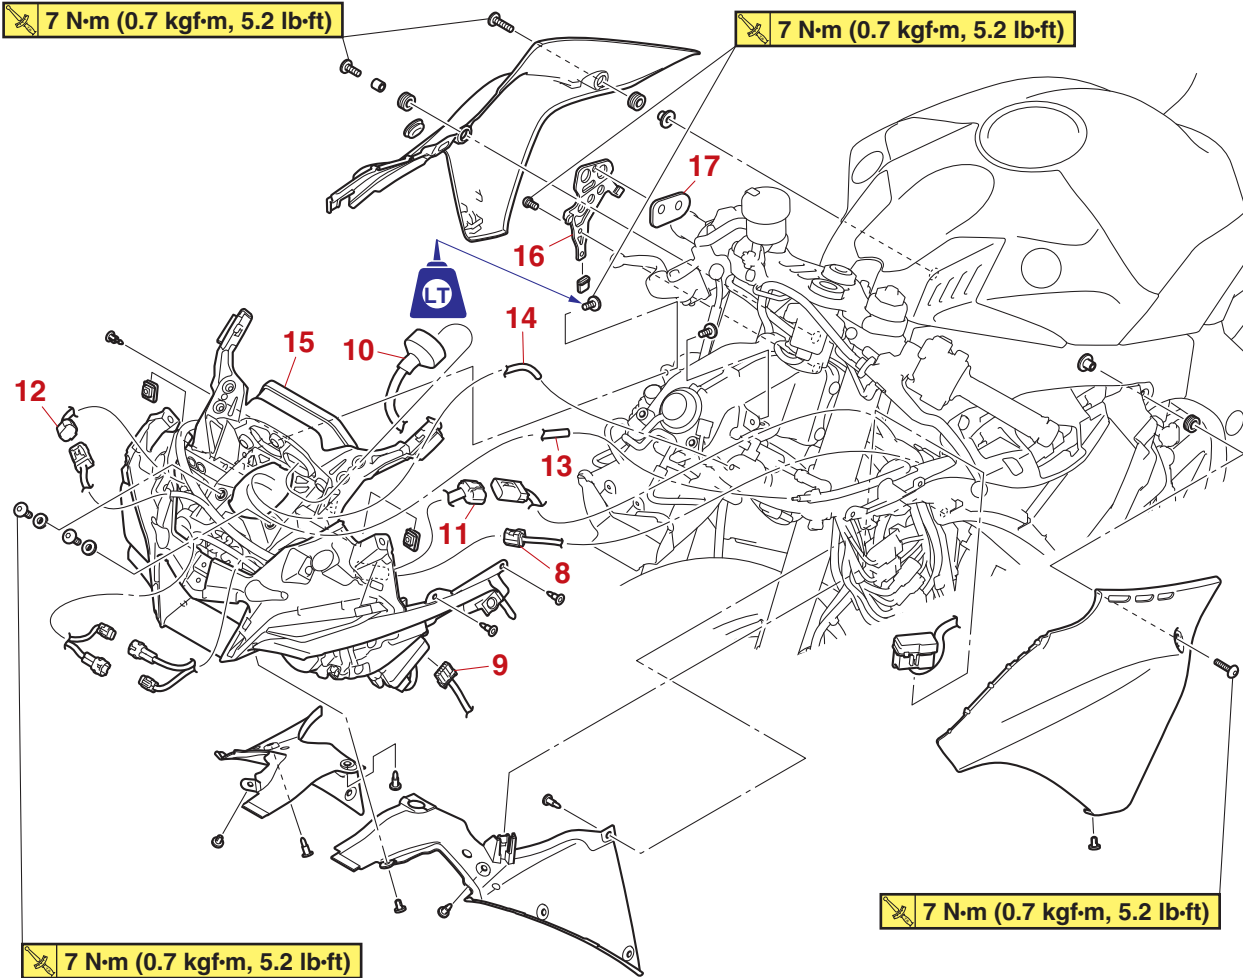 7 N·m (0.7 kgf·m, 5.2 lb·ft)
7 N·m (0.7 kgf·m, 5.2 lb·ft)
17
16
LT
14
15
10
12
13
11
8
9
7 N·m (0.7 kgf·m, 5.2 lb·ft)
7 N·m (0.7 kgf·m, 5.2 lb·ft)